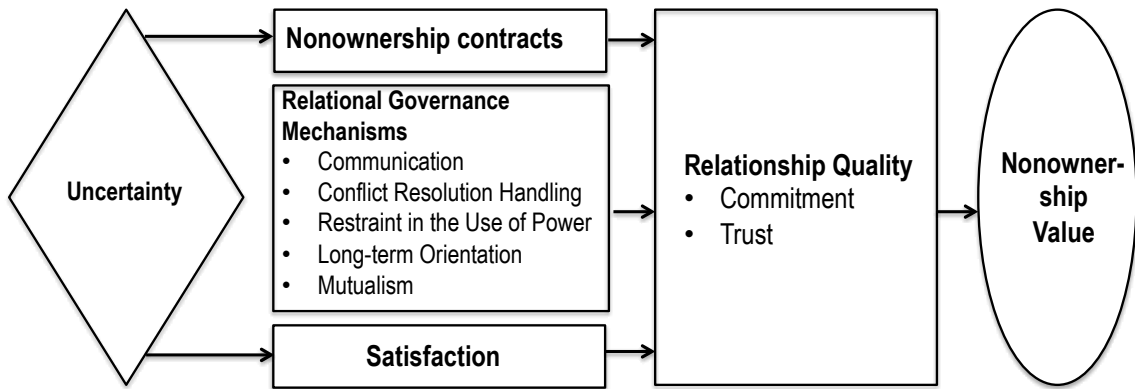 Uncertainty
Nonownership contracts
Relational Governance
Mechanisms
• Communication
• Conflict Resolution Handling
• Restraint in the Use of Power
• Long-term Orientation
• Mutualism
Satisfaction
Relationship Quality
• Commitment
• Trust
Nonowner-
ship
Value